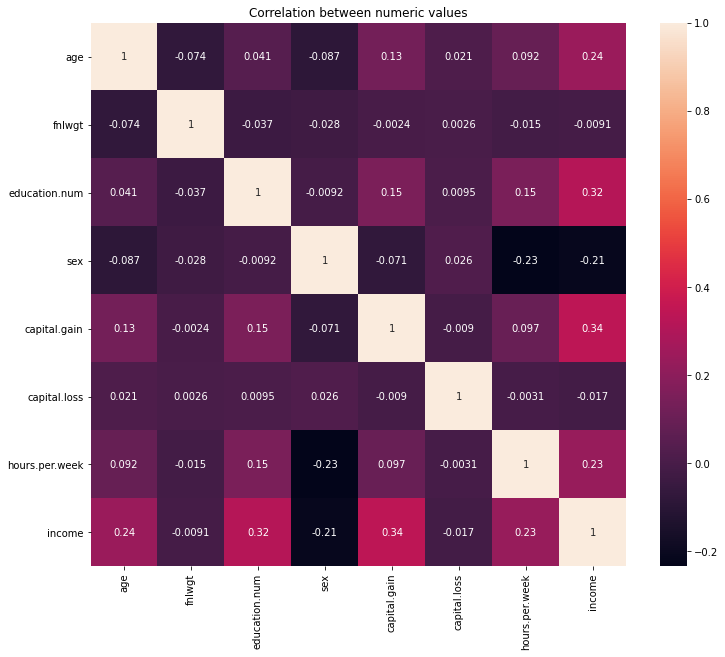 Correlation between numeric values
age 1 -0.074 0.041 -0.087 0.13 0.021 0.092 0.24
fnlwgt -0.074 1 -0.037 -0.028 -0.0024 0.0026 -0.015 -0.0091
education.num 0.041 -0.037 1 -0.0092 0.15 0.0095 0.15 0.32
sex -0.087 -0.028 -0.0092 1 -0.071 0.026 -0.23 -0.21
capital.gain 0.13 -0.0024 0.15 -0.071 1 -0.009 0.097 0.34
capital.loss 0.021 0.0026 0.0095 0.026 -0.009 1 -0.0031 -0.017
hours.per.week 0.092 -0.015 0.15 -0.23 0.097 -0.0031 1 0.23
income 0.24 -0.0091 0.32 -0.21 0.34 -0.017 0.23 1
age fnlwgt education.num sex capital.gain capital.loss hours.per.week income
1.0
0.8
0.6
0.4
0.2
0.0
−0.2